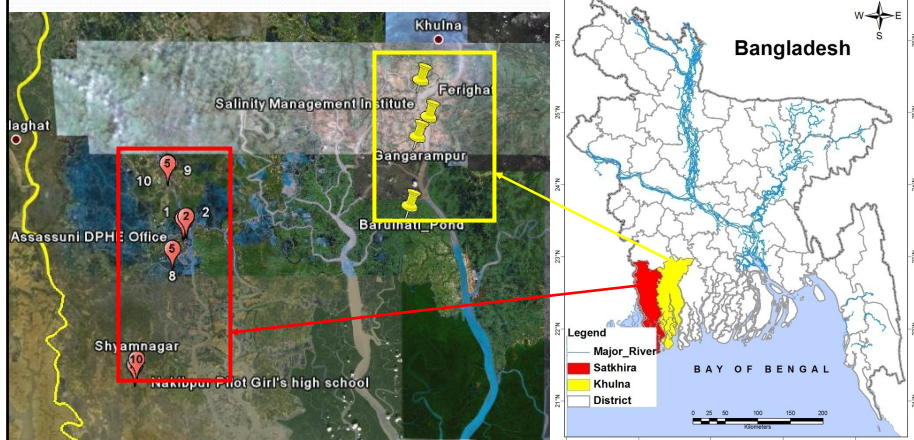 Khulna
Ferighat
Salinity Management Institute
laghat
Gangarampur
5
10
9
1
2
2
Barunati_Pond
Assassuni DPHE Office
5
8
Shyamnagar
10
Nakibpur Pilot Girl's high school
W
E
S
Bangladesh
26°N
25°N
24°N
23°N
22°N
21°N
Legend
Major_River
Satkhira
Khulna
District
BAY OF BENGAL
0 25 50 100 150 200
Kilometers